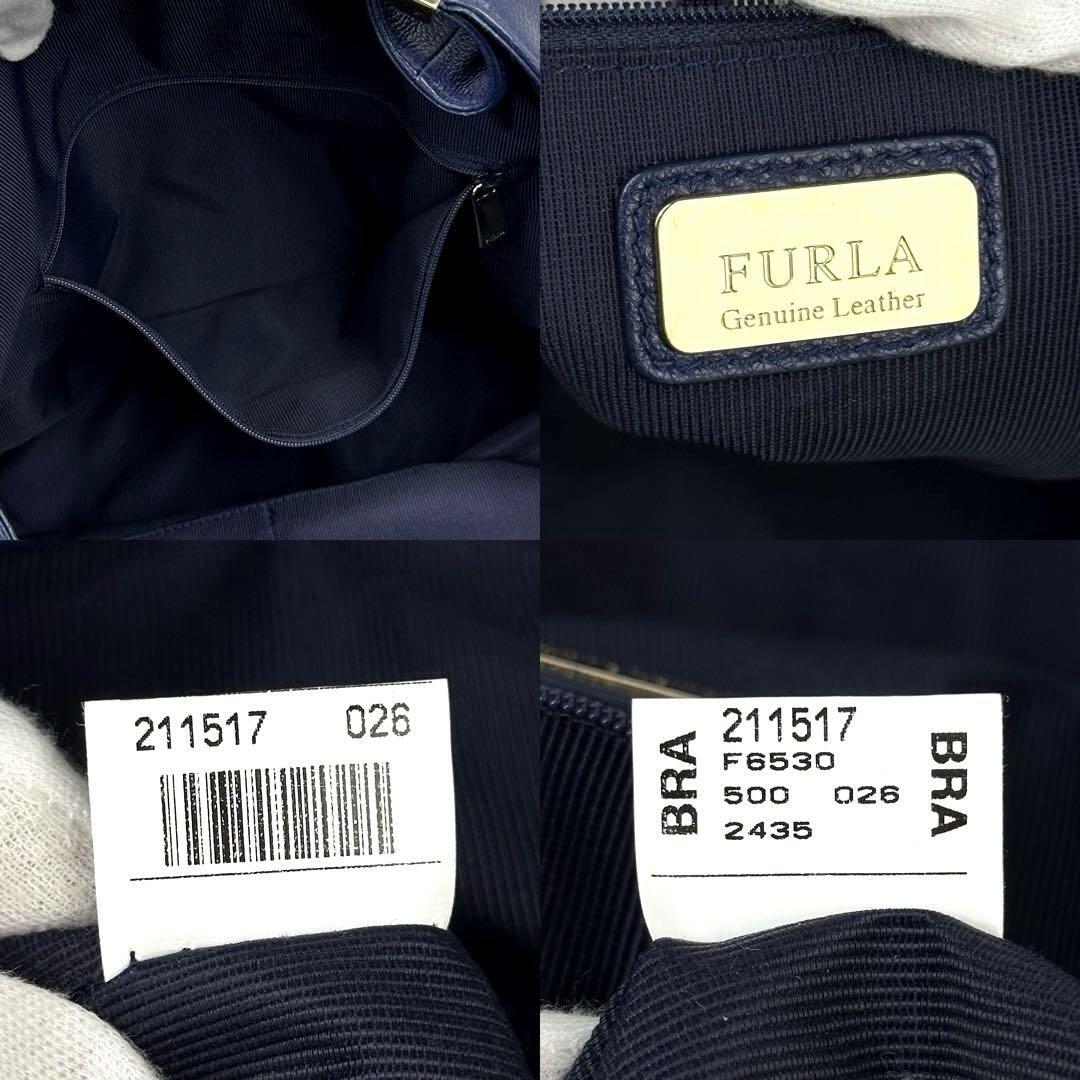 FURLA
Genuine Leather
211517 026
BRA
211517
F6530
500 026
2435
BRA